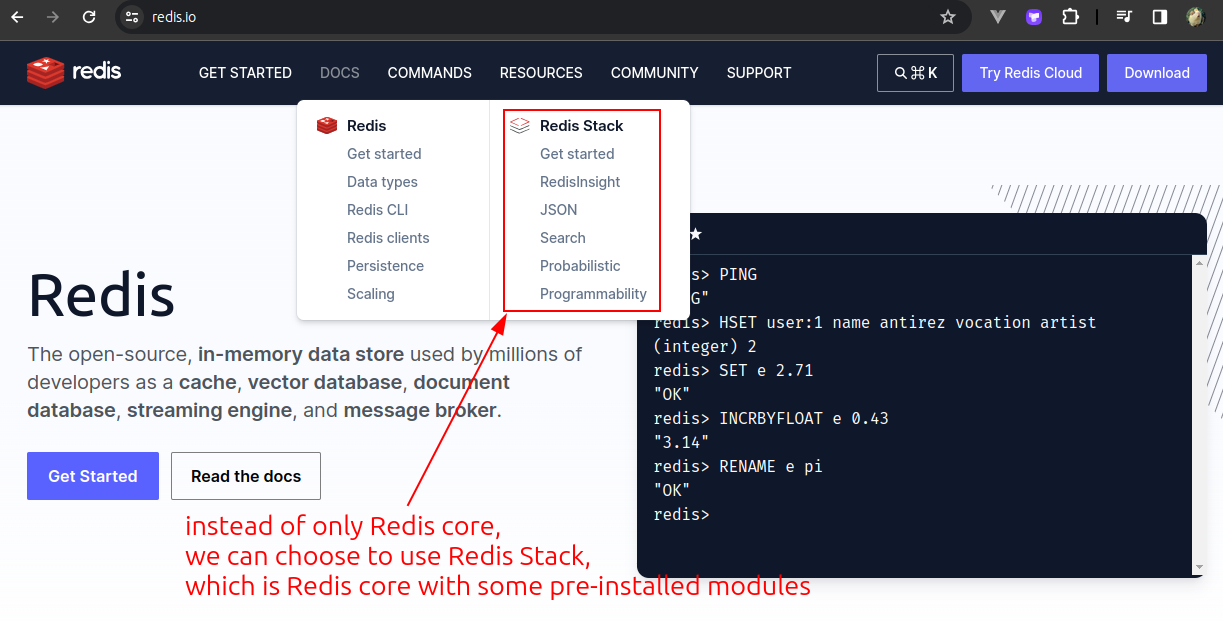 redis.io
redis
GET STARTED DOCS COMMANDS RESOURCES COMMUNITY SUPPORT
⌘ K
Try Redis Cloud
Download
Redis
Get started
Data types
Redis CLI
Redis clients
Persistence
Scaling
Redis Stack
Get started
RedisInsight
JSON
Search
Probabilistic
Programmability
Redis
The open-source, in-memory data store used by millions of
developers as a cache, vector database, document
database, streaming engine, and message broker.
Get Started
Read the docs
s> PING
G"
redis> HSET user:1 name antirez vocation artist
(integer) 2
redis> SET e 2.71
"OK"
redis> INCRBYFLOAT e 0.43
"3.14"
redis> RENAME e pi
"OK"
redis>
instead of only Redis core,
we can choose to use Redis Stack,
which is Redis core with some pre-installed modules